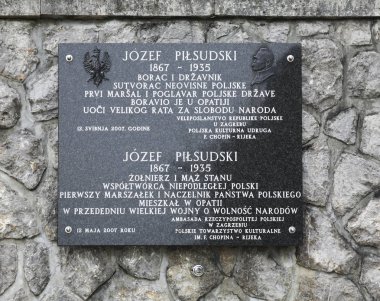 JÓZEF PIŁSUDSKI
1867 - 1935
BORAC I DRŽAVNIK
SUTVORAC NEOVISNE POLJSKE
PRVI MARŠAL I POGLAVAR POLJSKE DRŽAVE
BORAVIO JE U OPATIJI
UOČI VELIKOG RATA ZA SLOBODU NARODA
VELEPOSLANSTVO REPUBLIKE POLJSKE
U ZAGREBU
12. SVIBNJA 2007. GODINE
POLJSKA KULTURNA UDRUGA
F. CHOPIN - RIJEKA
JÓZEF PIŁSUDSKI
1867 - 1935
ŻOŁNIERZ I MĄŻ STANU
WSPÓŁTWÓRCA NIEPODLEGŁEJ POLSKI
PIERWSZY MARSZAŁEK I NACZELNIK PAŃSTWA POLSKIEGO
MIESZKAŁ W OPATII
W PRZEDEDNIU WIELKIEJ WOJNY O WOLNOŚĆ NARODÓW
AMBASADA RZECZYPOSPOLITEJ POLSKIEJ
W ZAGRZEBIU
12 MAJA 2007 ROKU
POLSKIE TOWARZYSTWO KULTURALNE
IM. F. CHOPINA - RIJEKA